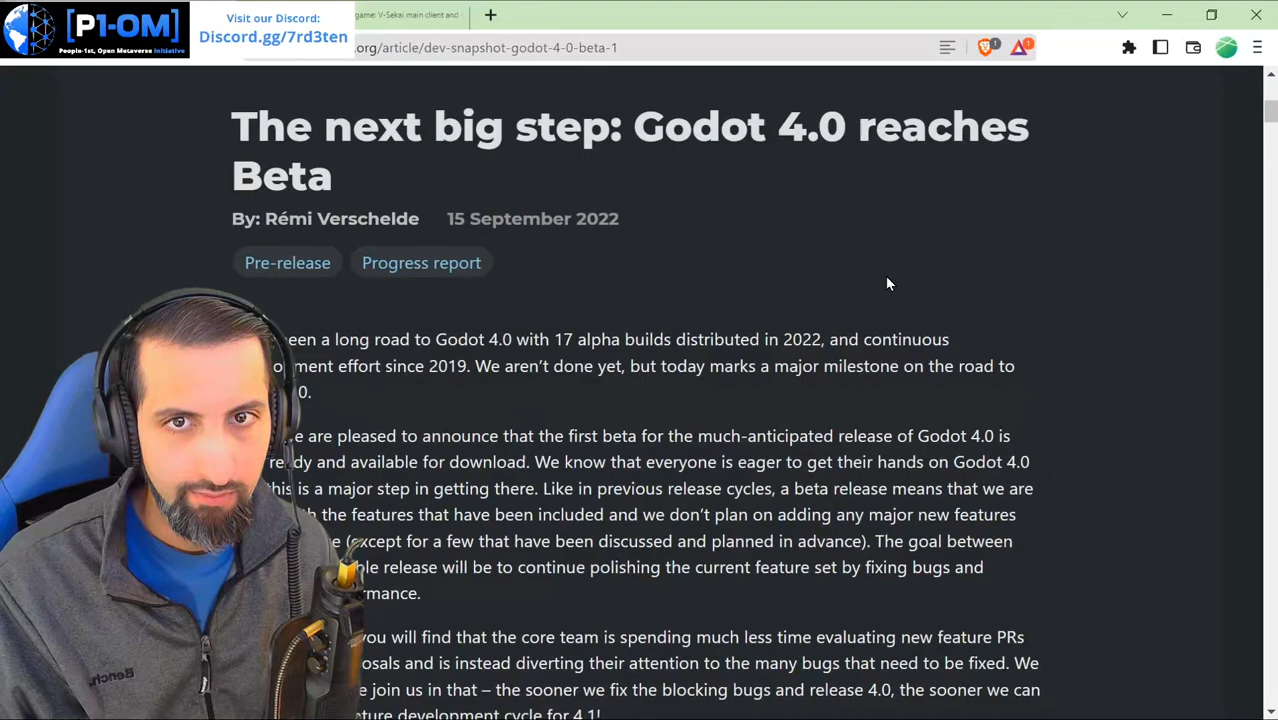 [P1-OM]
People-1st, Open Metaverse Initiative
Visit our Discord:
Discord.gg/7rd3ten
game: V-Sekai main client and
.org/article/dev-snapshot-godot-4-0-beta-1
1
1
The next big step: Godot 4.0 reaches
Beta
By: Rémi Verschelde 15 September 2022
Pre-release Progress report
een a long road to Godot 4.0 with 17 alpha builds distributed in 2022, and continuous
opment effort since 2019. We aren’t done yet, but today marks a major milestone on the road to
0.
e are pleased to announce that the first beta for the much-anticipated release of Godot 4.0 is
ready and available for download. We know that everyone is eager to get their hands on Godot 4.0
this is a major step in getting there. Like in previous release cycles, a beta release means that we are
h the features that have been included and we don’t plan on adding any major new features
e (except for a few that have been discussed and planned in advance). The goal between
le release will be to continue polishing the current feature set by fixing bugs and
rmance.
you will find that the core team is spending much less time evaluating new feature PRs
osals and is instead diverting their attention to the many bugs that need to be fixed. We
e join us in that – the sooner we fix the blocking bugs and release 4.0, the sooner we can
ture development cycle for 4.1!
Bench